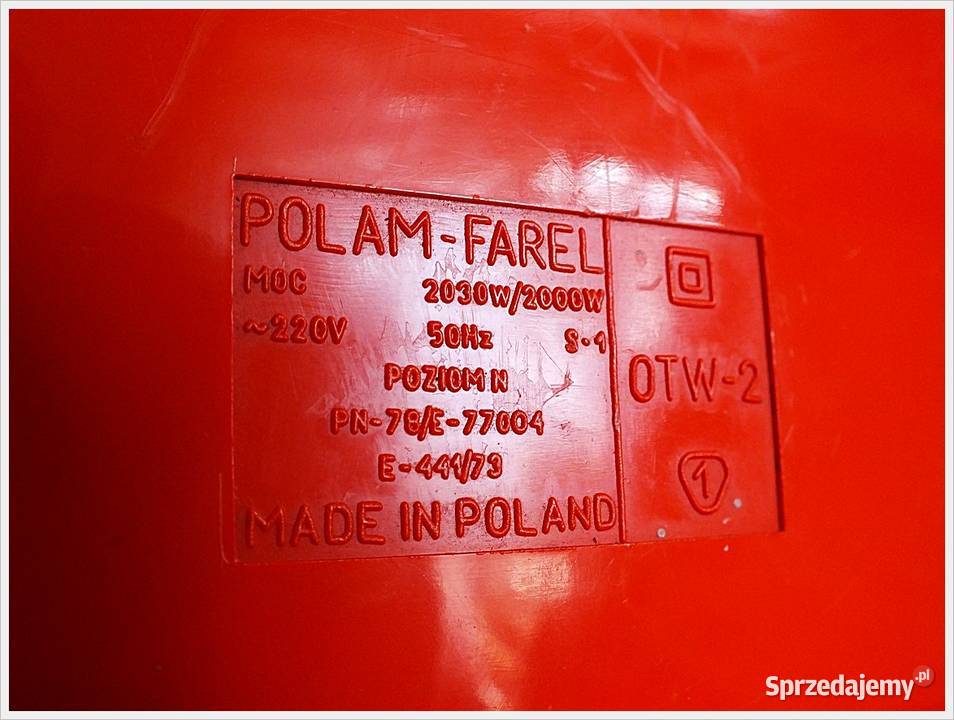 POLAM-FAREL
MOC 2030W/2000W
~220V 50Hz S-1
POZIOM N
PN-78/E-77004
E-441/73
MADE IN POLAND
OTW-2
1
Sprzedajemy.pl